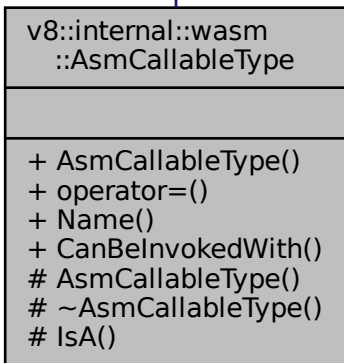 v8::internal::wasm
::AsmCallableType
+ AsmCallableType()
+ operator=()
+ Name()
+ CanBeInvokedWith()
# AsmCallableType()
# ~AsmCallableType()
# IsA()